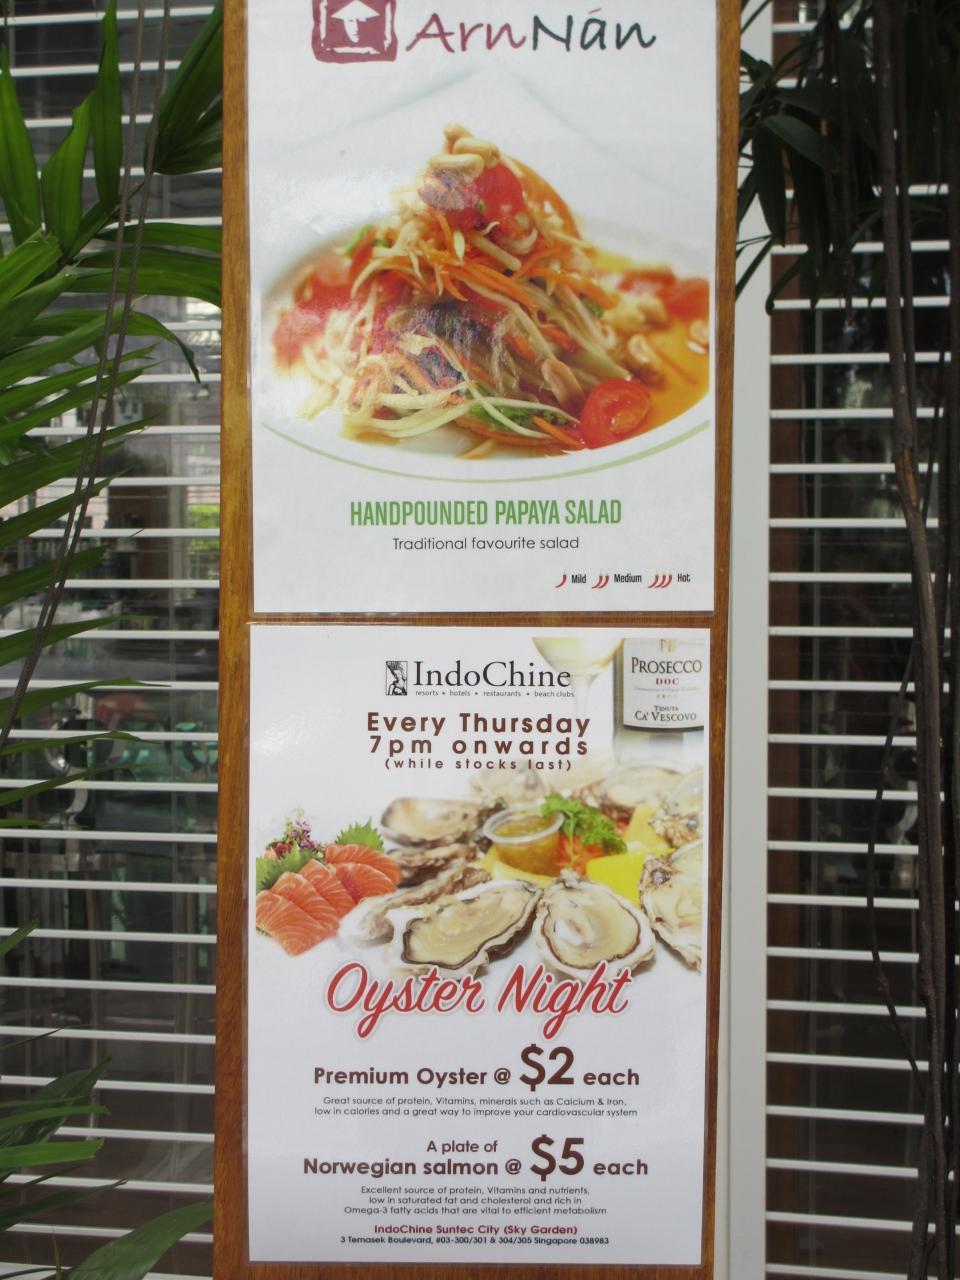 ArnNán
HANDPOUNDED PAPAYA SALAD
Traditional favourite salad
Mild Medium Hot
IndoChine
resorts • hotels • restaurants • beach clubs
PROSECCO
DOC
TENUTA
CA' VESCOVO
Every Thursday
7pm onwards
(while stocks last)
Oyster Night
Premium Oyster @ $2 each
Great source of protein, Vitamins, minerals such as Calcium & Iron,
low in calories and a great way to improve your cardiovascular system
A plate of
Norwegian salmon @ $5 each
Excellent source of protein, Vitamins and nutrients,
low in saturated fat and cholesterol and rich in
Omega-3 fatty acids that are vital to efficient metabolism
IndoChine Suntec City (Sky Garden)
3 Temasek Boulevard, #03-300/301 & 304/305 Singapore 038983